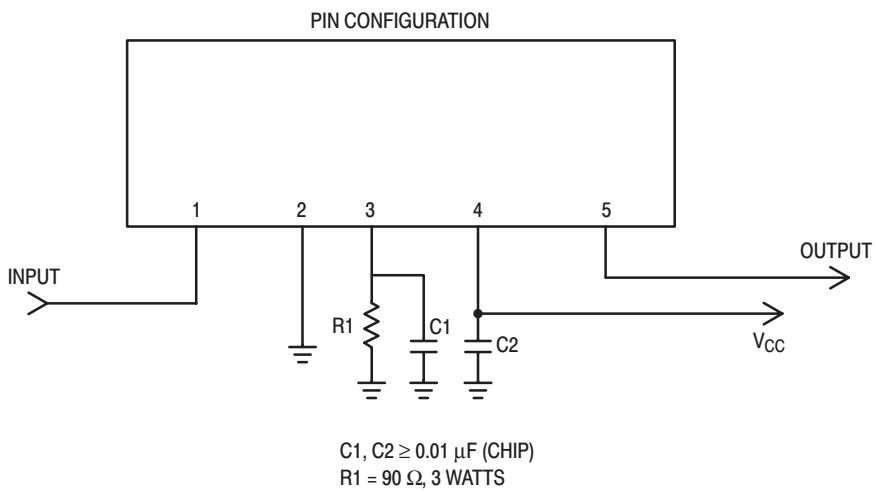 PIN CONFIGURATION
1 2 3 4 5
INPUT
OUTPUT
R1
C1
C2
VCC
C1, C2 ≥ 0.01 μF (CHIP)
R1 = 90 Ω, 3 WATTS